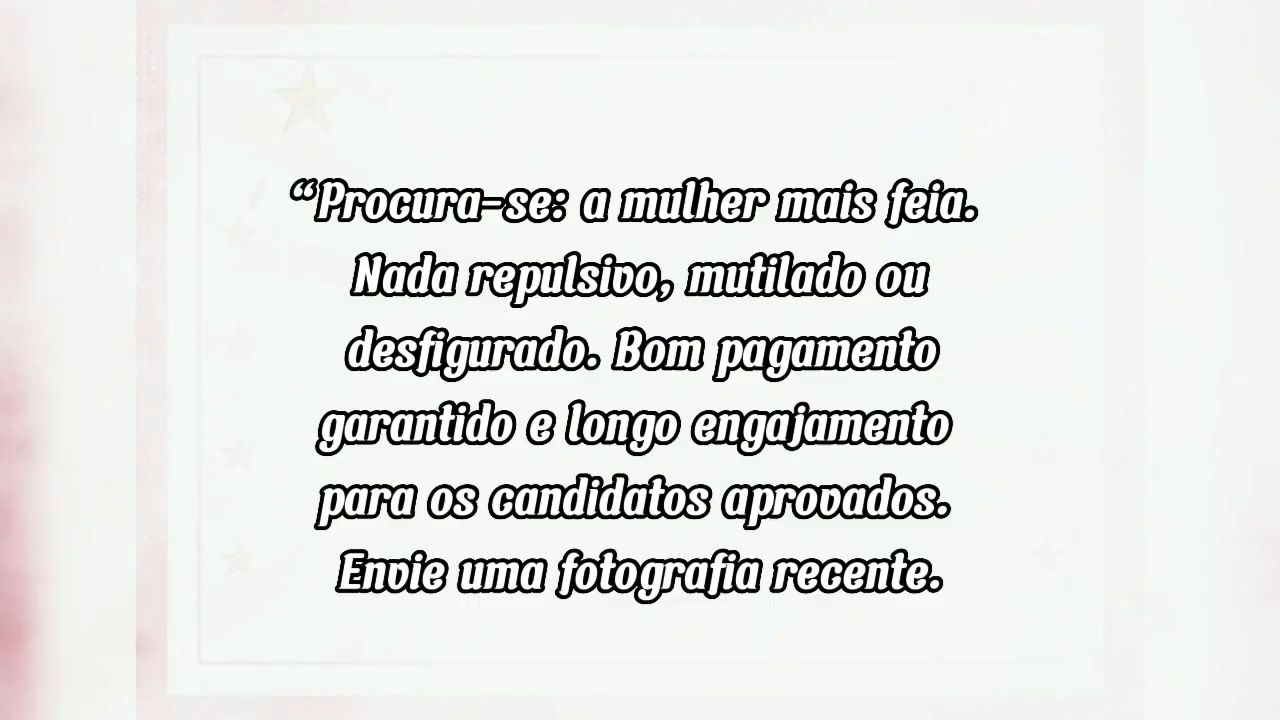 “Procura-se: a mulher mais feia.
Nada repulsivo, mutilado ou
desfigurado. Bom pagamento
garantido e longo engajamento
para os candidatos aprovados.
Envie uma fotografia recente.